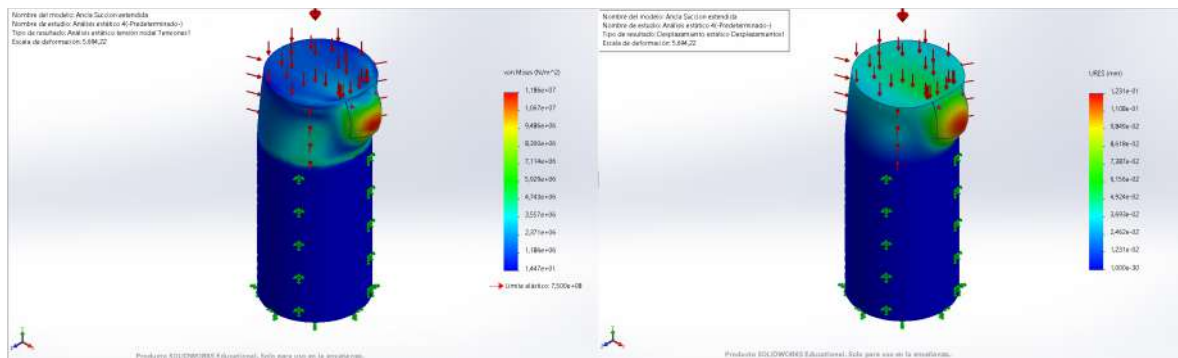 Nombre del modelo: Ancla Succion extendida
Nombre de estudio: Análisis estático 4(-Predeterminado-)
Tipo de resultado: Análisis estático tensión nodal Tensiones1
Escala de deformación: 5.694,22
von Mises (N/m^2)
1,186e+07
1,067e+07
9,486e+06
8,300e+06
7,114e+06
5,929e+06
4,743e+06
3,557e+06
2,371e+06
1,186e+06
1,447e+01
Límite elástico: 7,500e+08
Producto SOLIDWORKS Educational. Solo para uso en la enseñanza.
Nombre del modelo: Ancla Succion extendida
Nombre de estudio: Análisis estático 4(-Predeterminado-)
Tipo de resultado: Desplazamiento estático Desplazamientos1
Escala de deformación: 5.694,22
URES (mm)
1,231e-01
1,108e-01
9,849e-02
8,618e-02
7,387e-02
6,156e-02
4,924e-02
3,693e-02
2,462e-02
1,231e-02
1,000e-30
Producto SOLIDWORKS Educational. Solo para uso en la enseñanza.